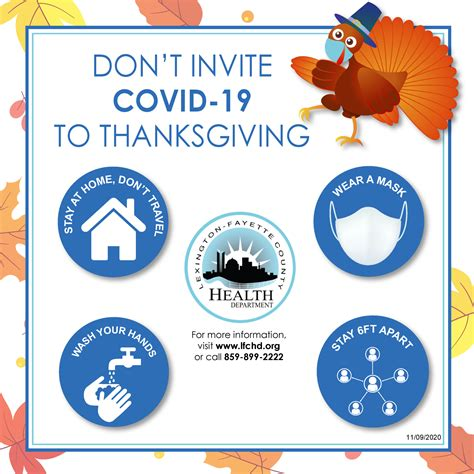 DON'T INVITE
COVID-19
TO THANKSGIVING
STAY AT HOME, DON'T TRAVEL
WEAR A MASK
LEXINGTON-FAYETTE COUNTY
HEALTH
DEPARTMENT
WASH YOUR HANDS
STAY 6FT APART
For more information,
visit www.lfchd.org
or call 859-899-2222
11/09/2020